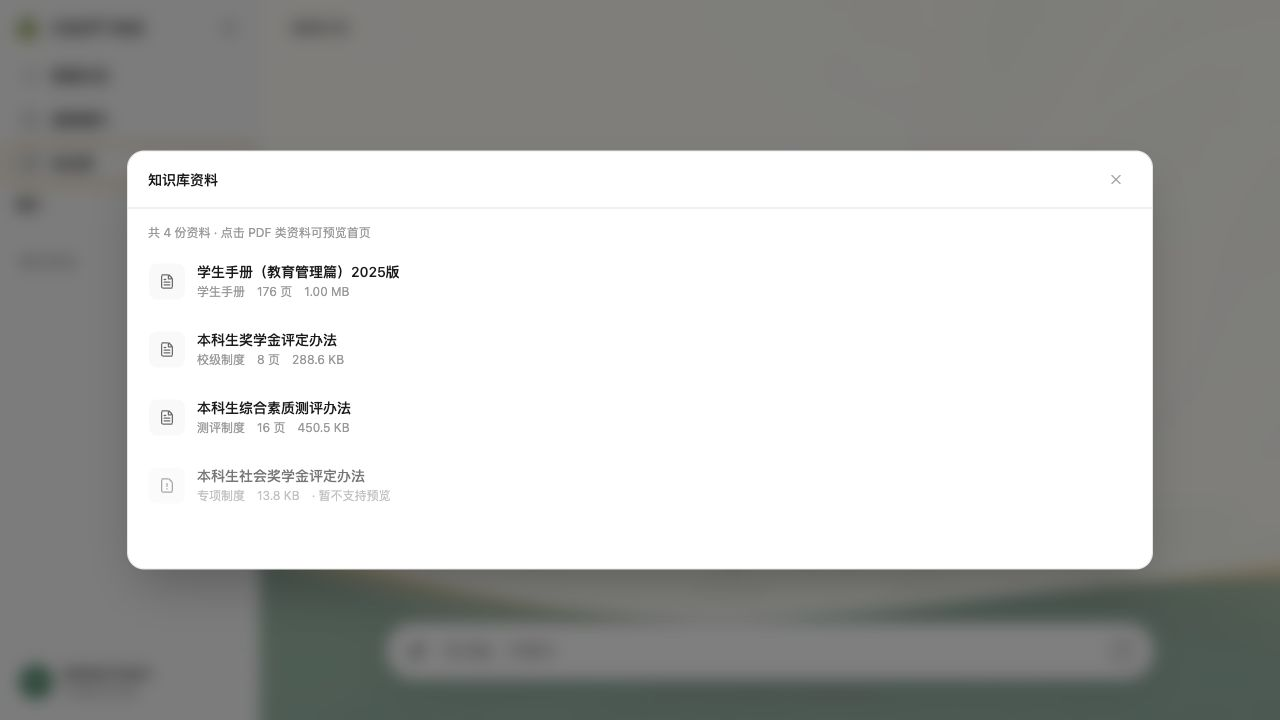 知识库资料
共 4 份资料 · 点击 PDF 类资料可预览首页
学生手册（教育管理篇）2025版
学生手册 176 页 1.00 MB
本科生奖学金评定办法
校级制度 8 页 288.6 KB
本科生综合素质测评办法
测评制度 16 页 450.5 KB
本科生社会奖学金评定办法
专项制度 13.8 KB · 暂不支持预览